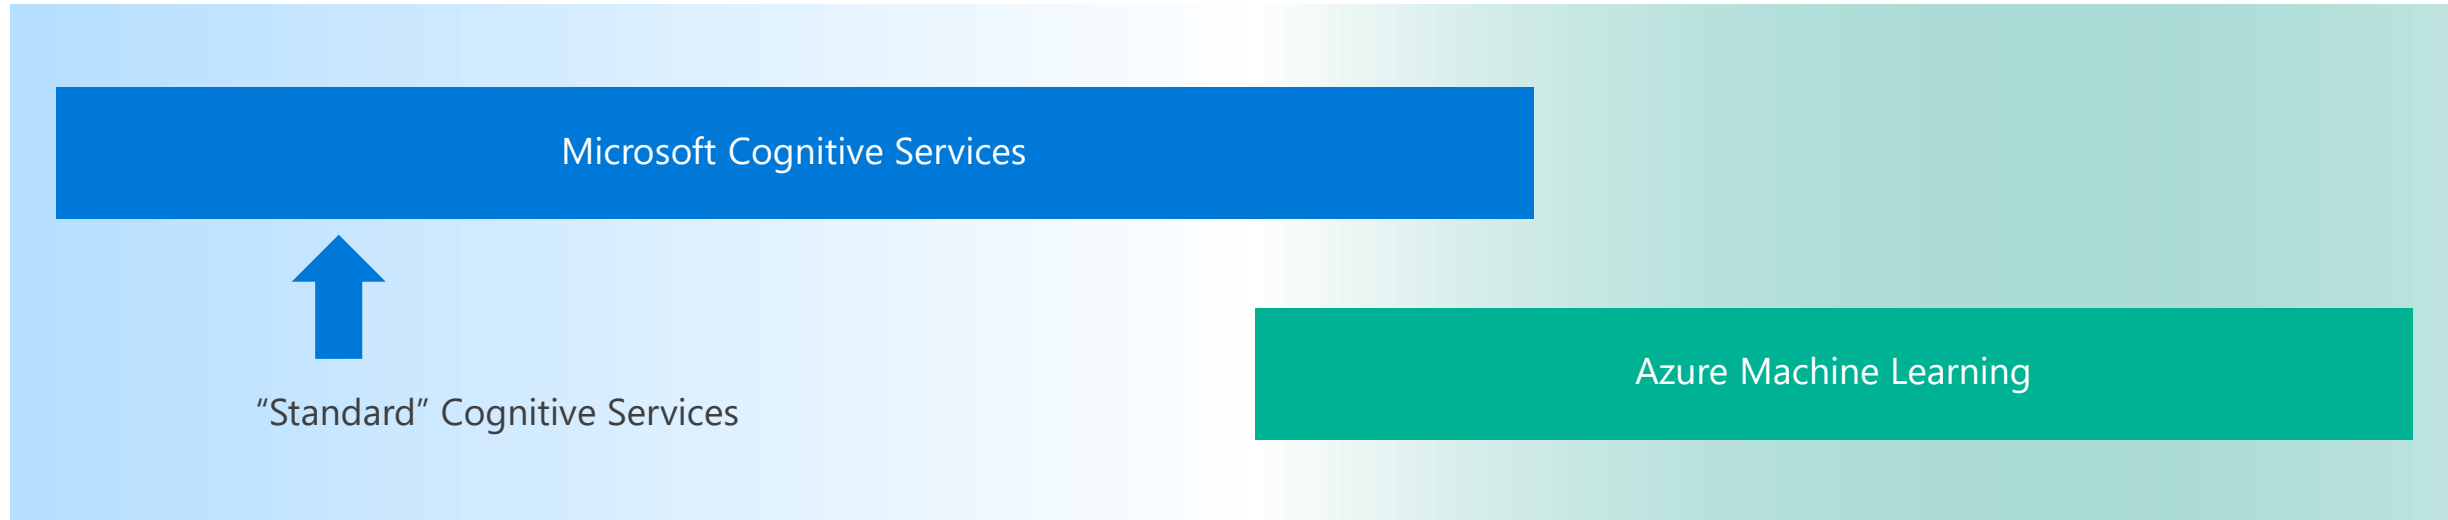 Microsoft Cognitive Services
Azure Machine Learning
“Standard” Cognitive Services